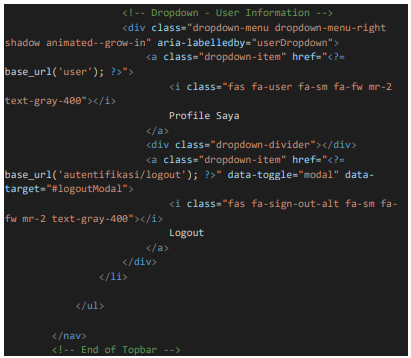 <!-- Dropdown - User Information -->
<div class="dropdown-menu dropdown-menu-right
shadow animated--grow-in" aria-labelledby="userDropdown">
<a class="dropdown-item" href="<?=
base_url('user'); ?>">
<i class="fas fa-user fa-sm fa-fw mr-2
text-gray-400"></i>
Profile Saya
</a>
<div class="dropdown-divider"></div>
<a class="dropdown-item" href="<?=
base_url('autentifikasi/logout'); ?>" data-toggle="modal" data-
target="#logoutModal">
<i class="fas fa-sign-out-alt fa-sm fa-
fw mr-2 text-gray-400"></i>
Logout
</a>
</div>
</li>
</ul>
</nav>
<!-- End of Topbar -->